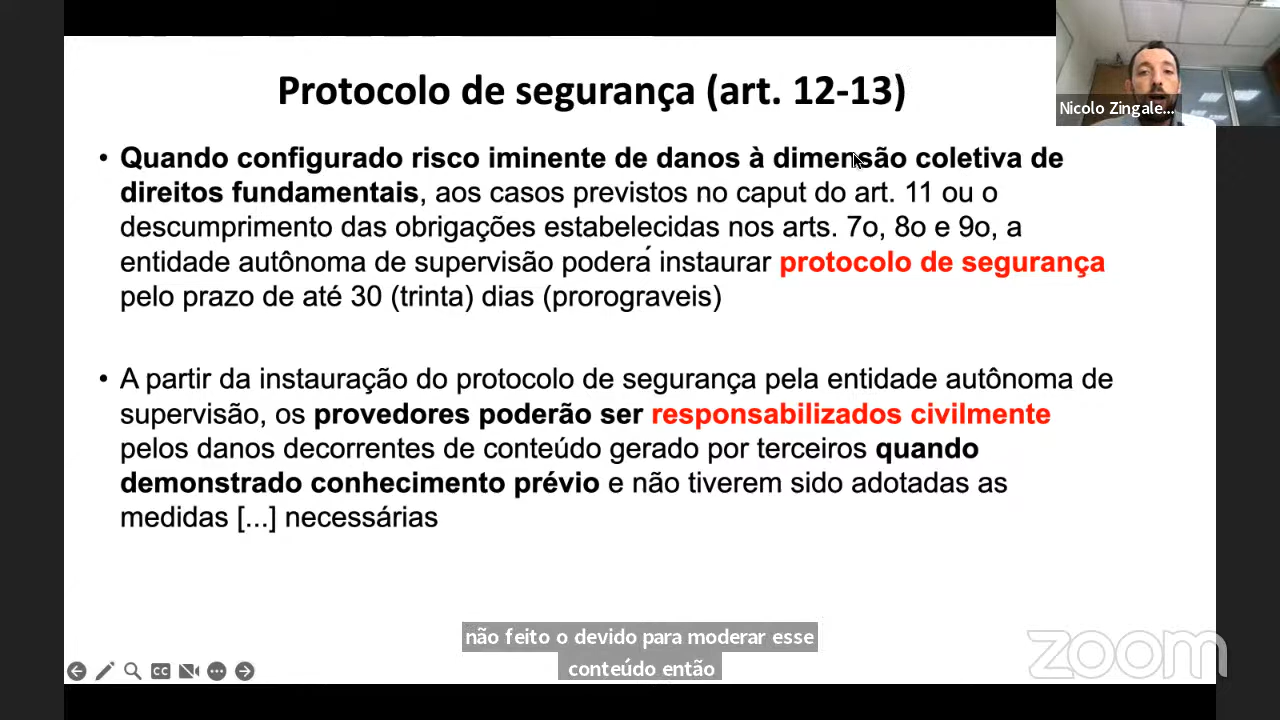 Protocolo de segurança (art. 12-13)
Nicolo Zingale...
• Quando configurado risco iminente de danos à dimensão coletiva de
direitos fundamentais, aos casos previstos no caput do art. 11 ou o
descumprimento das obrigações estabelecidas nos arts. 7o, 8o e 9o, a
entidade autônoma de supervisão poderá instaurar protocolo de segurança
pelo prazo de até 30 (trinta) dias (prorograveis)
• A partir da instauração do protocolo de segurança pela entidade autônoma de
supervisão, os provedores poderão ser responsabilizados civilmente
pelos danos decorrentes de conteúdo gerado por terceiros quando
demonstrado conhecimento prévio e não tiverem sido adotadas as
medidas [...] necessárias
não feito o devido para moderar esse
conteúdo então
CC
zoom